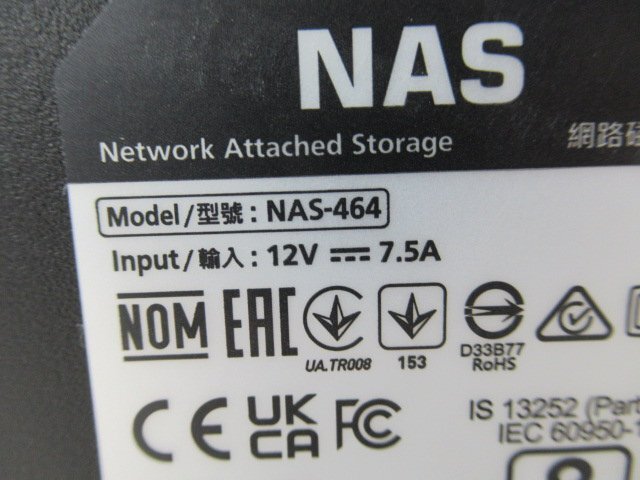 NAS
Network Attached Storage 網路
Model/型號: NAS-464
Input/輸入: 12V ⎓ 7.5A
NOM EAC
UA.TR008 153 D33B77
RoHS
CE UK
CA FC
IS 13252 (Part
IEC 60950-1